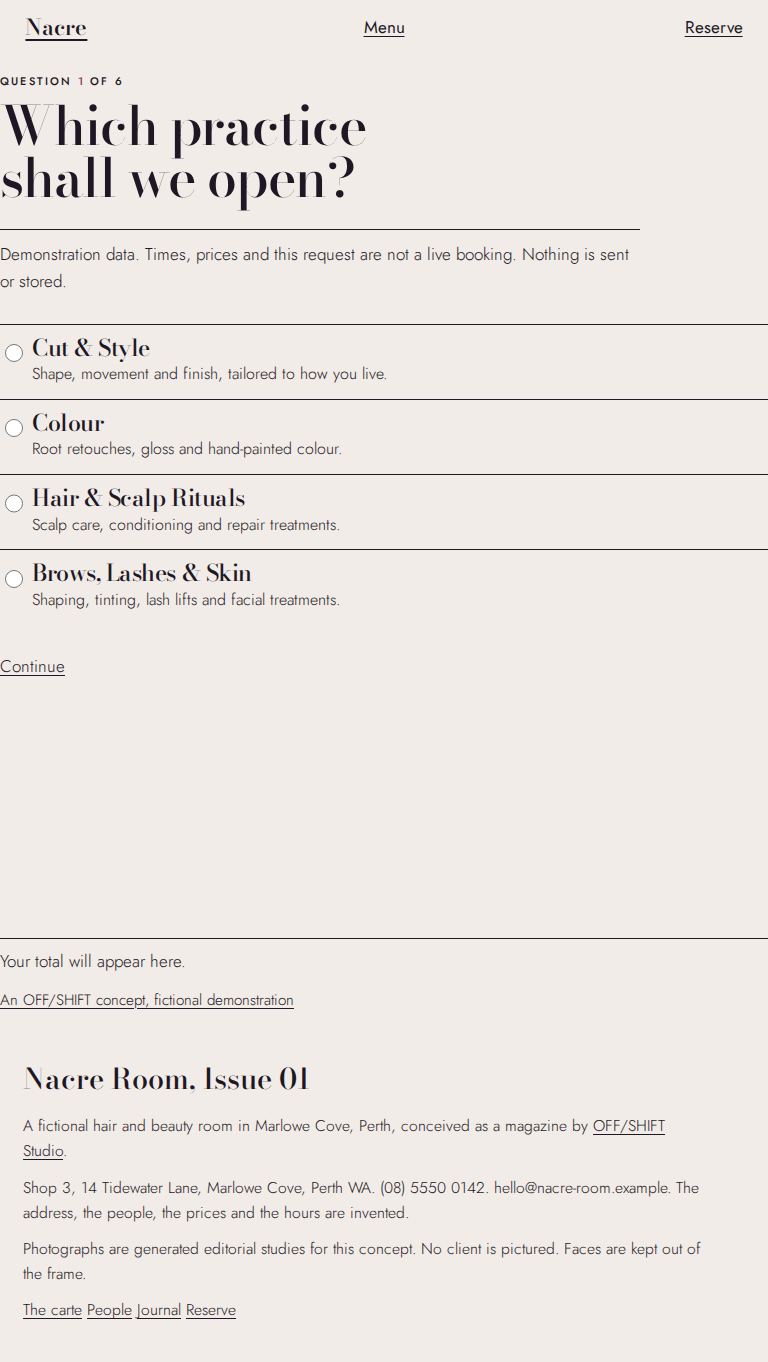 Nacre
Menu
Reserve
QUESTION 1 OF 6
Which practice
shall we open?
Demonstration data. Times, prices and this request are not a live booking. Nothing is sent
or stored.
Cut & Style
Shape, movement and finish, tailored to how you live.
Colour
Root retouches, gloss and hand-painted colour.
Hair & Scalp Rituals
Scalp care, conditioning and repair treatments.
Brows, Lashes & Skin
Shaping, tinting, lash lifts and facial treatments.
Continue
Your total will appear here.
An OFF/SHIFT concept, fictional demonstration
Nacre Room, Issue 01
A fictional hair and beauty room in Marlowe Cove, Perth, conceived as a magazine by OFF/SHIFT
Studio.
Shop 3, 14 Tidewater Lane, Marlowe Cove, Perth WA. (08) 5550 0142. hello@nacre-room.example. The
address, the people, the prices and the hours are invented.
Photographs are generated editorial studies for this concept. No client is pictured. Faces are kept out of
the frame.
The carte People Journal Reserve